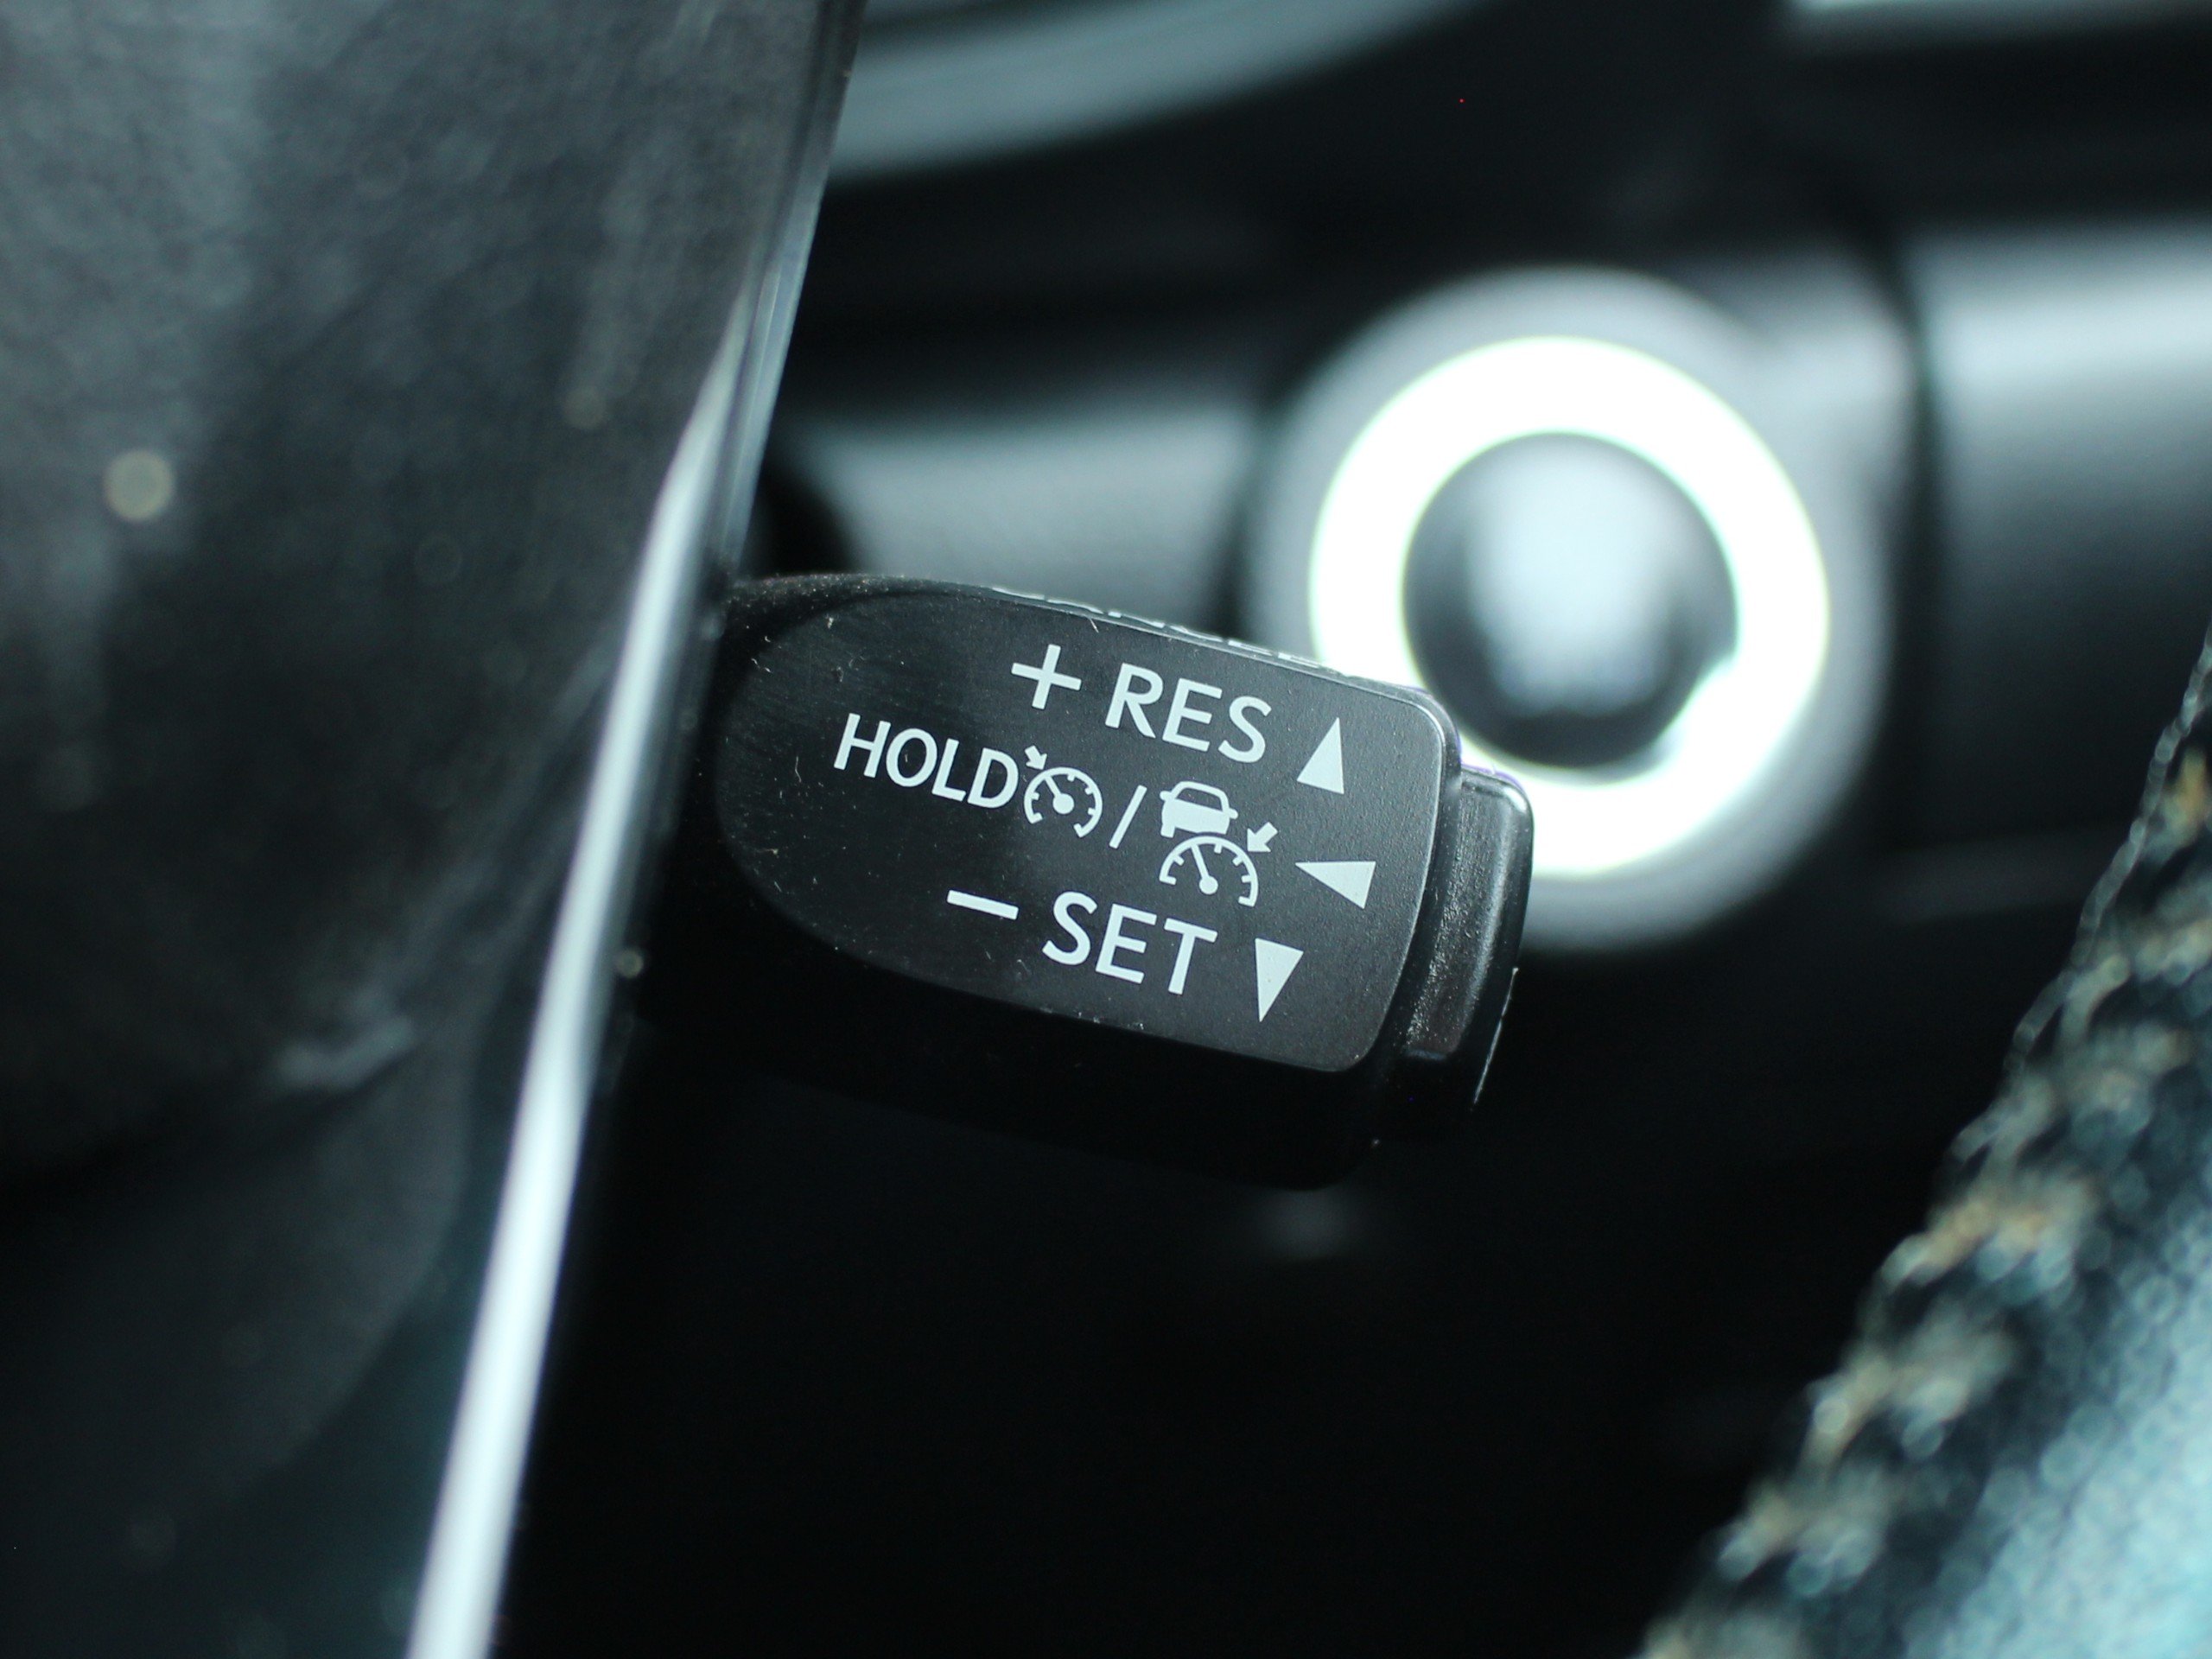 + RES ▲
HOLD / ◀
− SET ▼